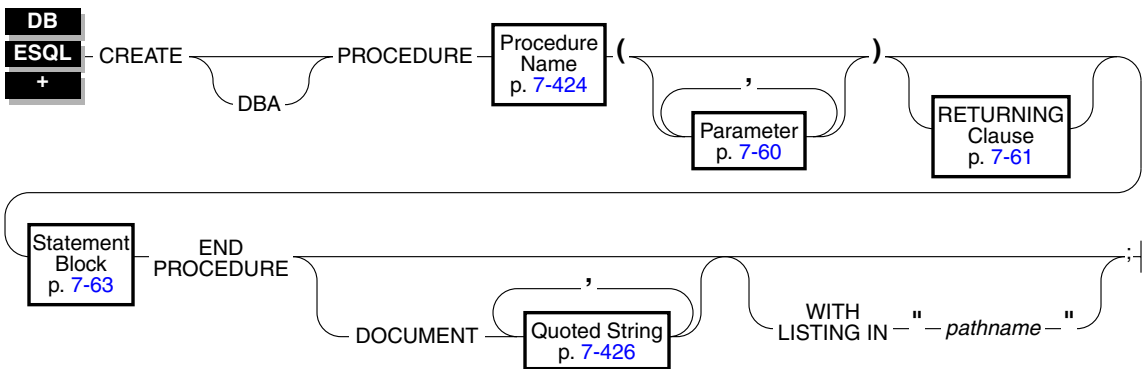 DB
ESQL
+
CREATE
DBA
PROCEDURE
Procedure
Name
p. 7-424
(
,
Parameter
p. 7-60
)
RETURNING
Clause
p. 7-61
Statement
Block
p. 7-63
END
PROCEDURE
DOCUMENT
,
Quoted String
p. 7-426
WITH
LISTING IN
" pathname "
;